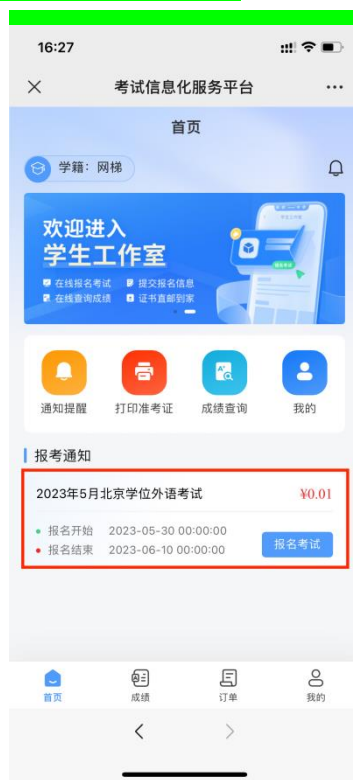 16:27
考试信息化服务平台
首页
学籍：网梯
欢迎进入
学生工作室
在线报名考试 提交报名信息
在线查询成绩 证书直邮到家
通知提醒 打印准考证 成绩查询 我的
报考通知
2023年5月北京学位外语考试 ¥0.01
报名开始 2023-05-30 00:00:00
报名结束 2023-06-10 00:00:00 报名考试
首页 成绩 订单 我的